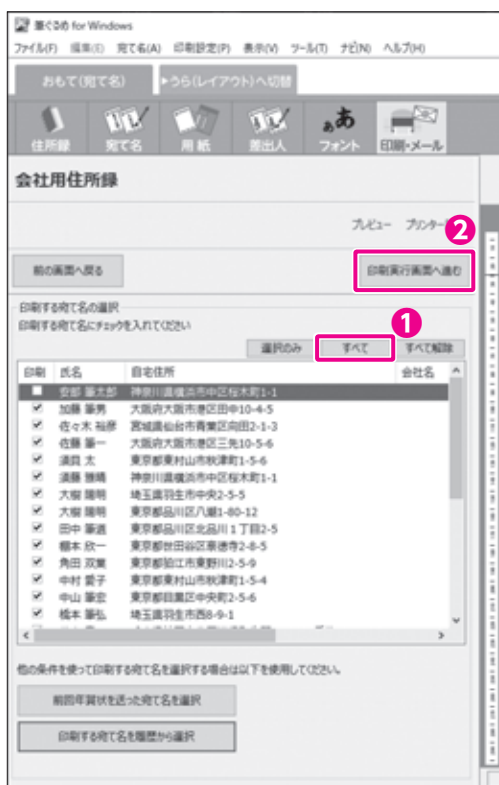 筆ぐるめ for Windows
ファイル(F) 編集(E) 宛て名(A) 印刷設定(P) 表示(V) ツール(T) ナビ(N) ヘルプ(H)
おもて(宛て名) ▶うら(レイアウト)へ切替
住所録 宛て名 用紙 差出人 フォント 印刷・メール
会社用住所録
プレビュー プリンター
2
前の画面へ戻る 印刷実行画面へ進む
印刷する宛て名の選択
印刷する宛て名にチェックを入れてください
1
選択のみ すべて すべて解除
印刷 氏名 自宅住所 会社名
安部 筆太郎 神奈川県横浜市中区桜木町1-1
加藤 筆男 大阪府大阪市港区田中10-4-5
佐々木 裕彦 宮城県仙台市青葉区向田2-1-3
佐藤 筆一 大阪府大阪市港区三先10-5-6
須貝 太 東京都東村山市秋津町1-5-6
須藤 雅晴 神奈川県横浜市中区桜木町1-1
大樹 陽明 埼玉県羽生市中央2-5-5
大樹 陽明 東京都品川区八潮1-80-12
田中 筆道 東京都品川区北品川１丁目2-5
棚本 欣一 東京都世田谷区豪徳寺2-8-5
角田 双葉 東京都狛江市東野川2-5-9
中村 愛子 東京都東村山市秋津町1-5-4
中山 筆宏 東京都目黒区中央町2-5-6
橋本 筆弘 埼玉県羽生市西8-9-1
他の条件を使って印刷する宛て名を選択する場合は以下を使用してください。
前回年賀状を送った宛て名を選択
印刷する宛て名を履歴から選択